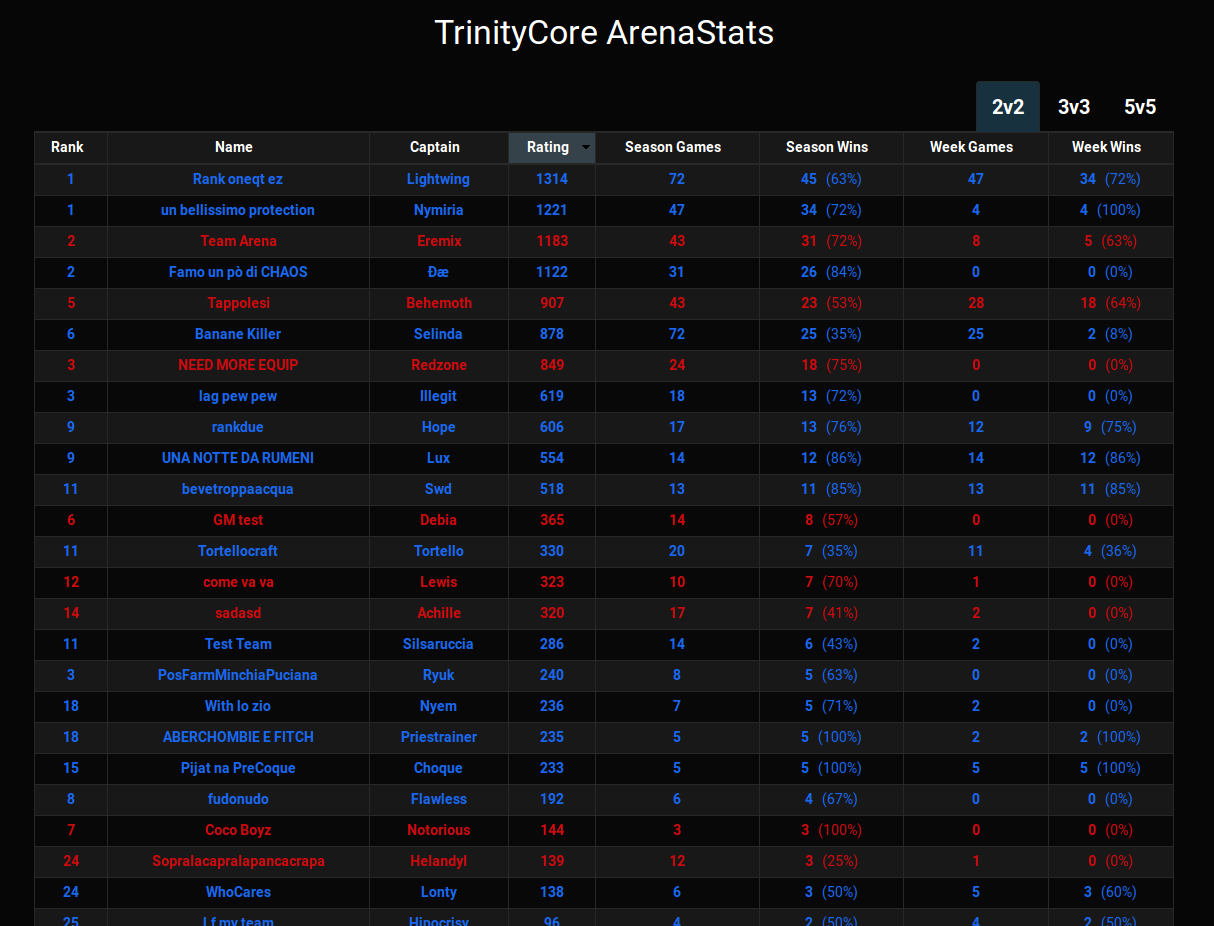 TrinityCore ArenaStats
2v2 3v3 5v5
Rank Name Captain Rating Season Games Season Wins Week Games Week Wins
1 Rank oneqt ez Lightwing 1314 72 45 (63%) 47 34 (72%)
1 un bellissimo protection Nymiria 1221 47 34 (72%) 4 4 (100%)
2 Team Arena Eremix 1183 43 31 (72%) 8 5 (63%)
2 Famo un pò di CHAOS Ðæ 1122 31 26 (84%) 0 0 (0%)
5 Tappolesi Behemoth 907 43 23 (53%) 28 18 (64%)
6 Banane Killer Selinda 878 72 25 (35%) 25 2 (8%)
3 NEED MORE EQUIP Redzone 849 24 18 (75%) 0 0 (0%)
3 lag pew pew Illegit 619 18 13 (72%) 0 0 (0%)
9 rankdue Hope 606 17 13 (76%) 12 9 (75%)
9 UNA NOTTE DA RUMENI Lux 554 14 12 (86%) 14 12 (86%)
11 bevetroppaacqua Swd 518 13 11 (85%) 13 11 (85%)
6 GM test Debia 365 14 8 (57%) 0 0 (0%)
11 Tortellocraft Tortello 330 20 7 (35%) 11 4 (36%)
12 come va va Lewis 323 10 7 (70%) 1 0 (0%)
14 sadasd Achille 320 17 7 (41%) 2 0 (0%)
11 Test Team Silsaruccia 286 14 6 (43%) 2 0 (0%)
3 PosFarmMinchiaPuciana Ryuk 240 8 5 (63%) 0 0 (0%)
18 With lo zio Nyem 236 7 5 (71%) 2 0 (0%)
18 ABERCHOMBIE E FITCH Priestrainer 235 5 5 (100%) 2 2 (100%)
15 Pijat na PreCoque Choque 233 5 5 (100%) 5 5 (100%)
8 fudonudo Flawless 192 6 4 (67%) 0 0 (0%)
7 Coco Boyz Notorious 144 3 3 (100%) 0 0 (0%)
24 Sopralacapralapancacrapa Helandyl 139 12 3 (25%) 1 0 (0%)
24 WhoCares Lonty 138 6 3 (50%) 5 3 (60%)
25 Lf my team Hipocrisy 96 4 2 (50%) 4 2 (50%)